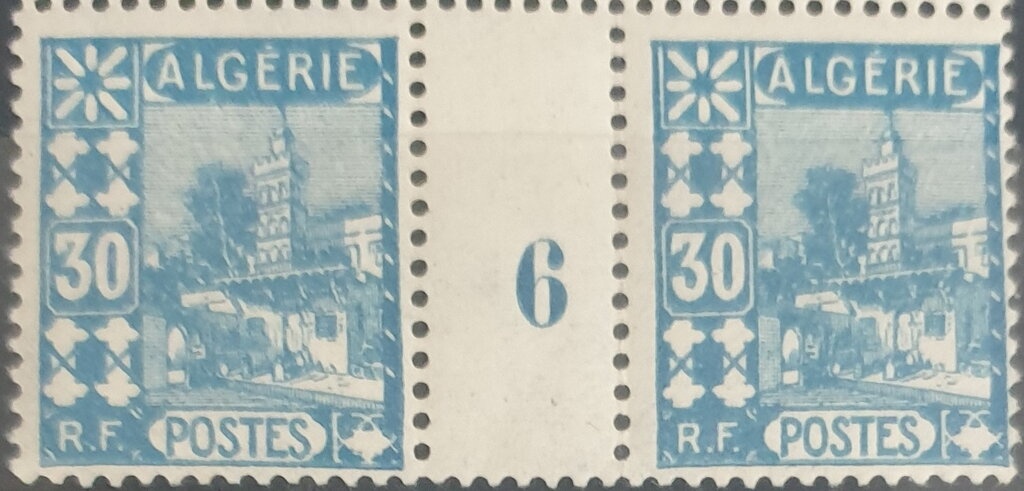 ALGÉRIE
30
R.F. POSTES
6
ALGÉRIE
30
R.F. POSTES